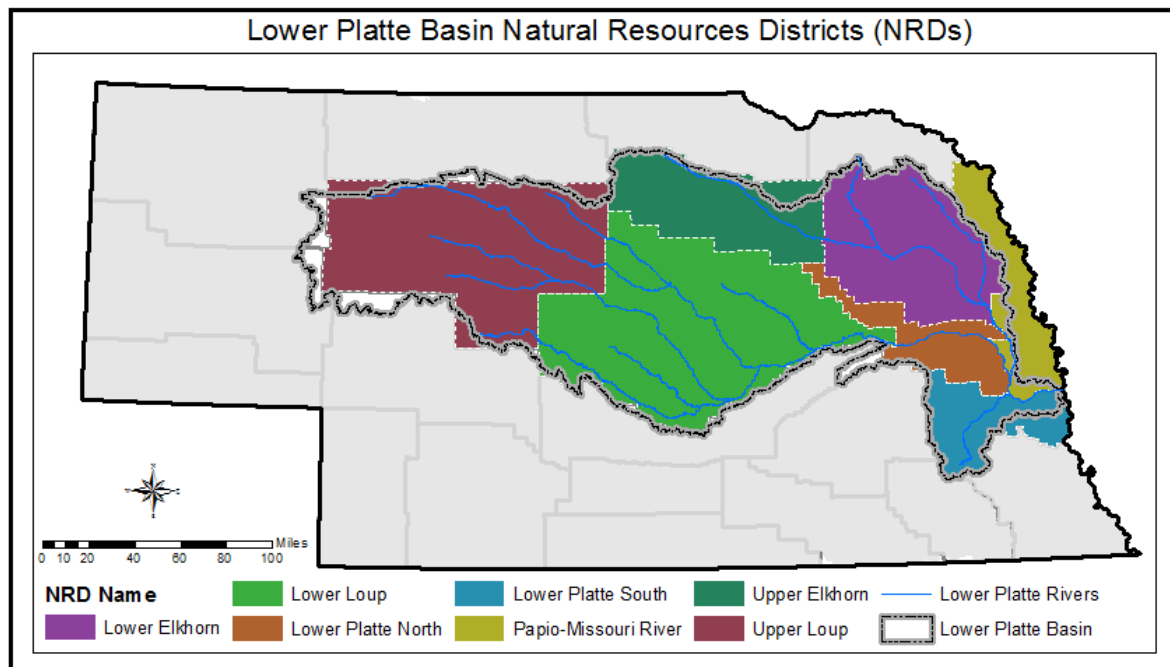 Lower Platte Basin Natural Resources Districts (NRDs)
Miles
0 10 20 40 60 80 100
NRD Name
Lower Loup
Lower Platte South
Upper Elkhorn
Lower Platte Rivers
Lower Elkhorn
Lower Platte North
Papio-Missouri River
Upper Loup
Lower Platte Basin